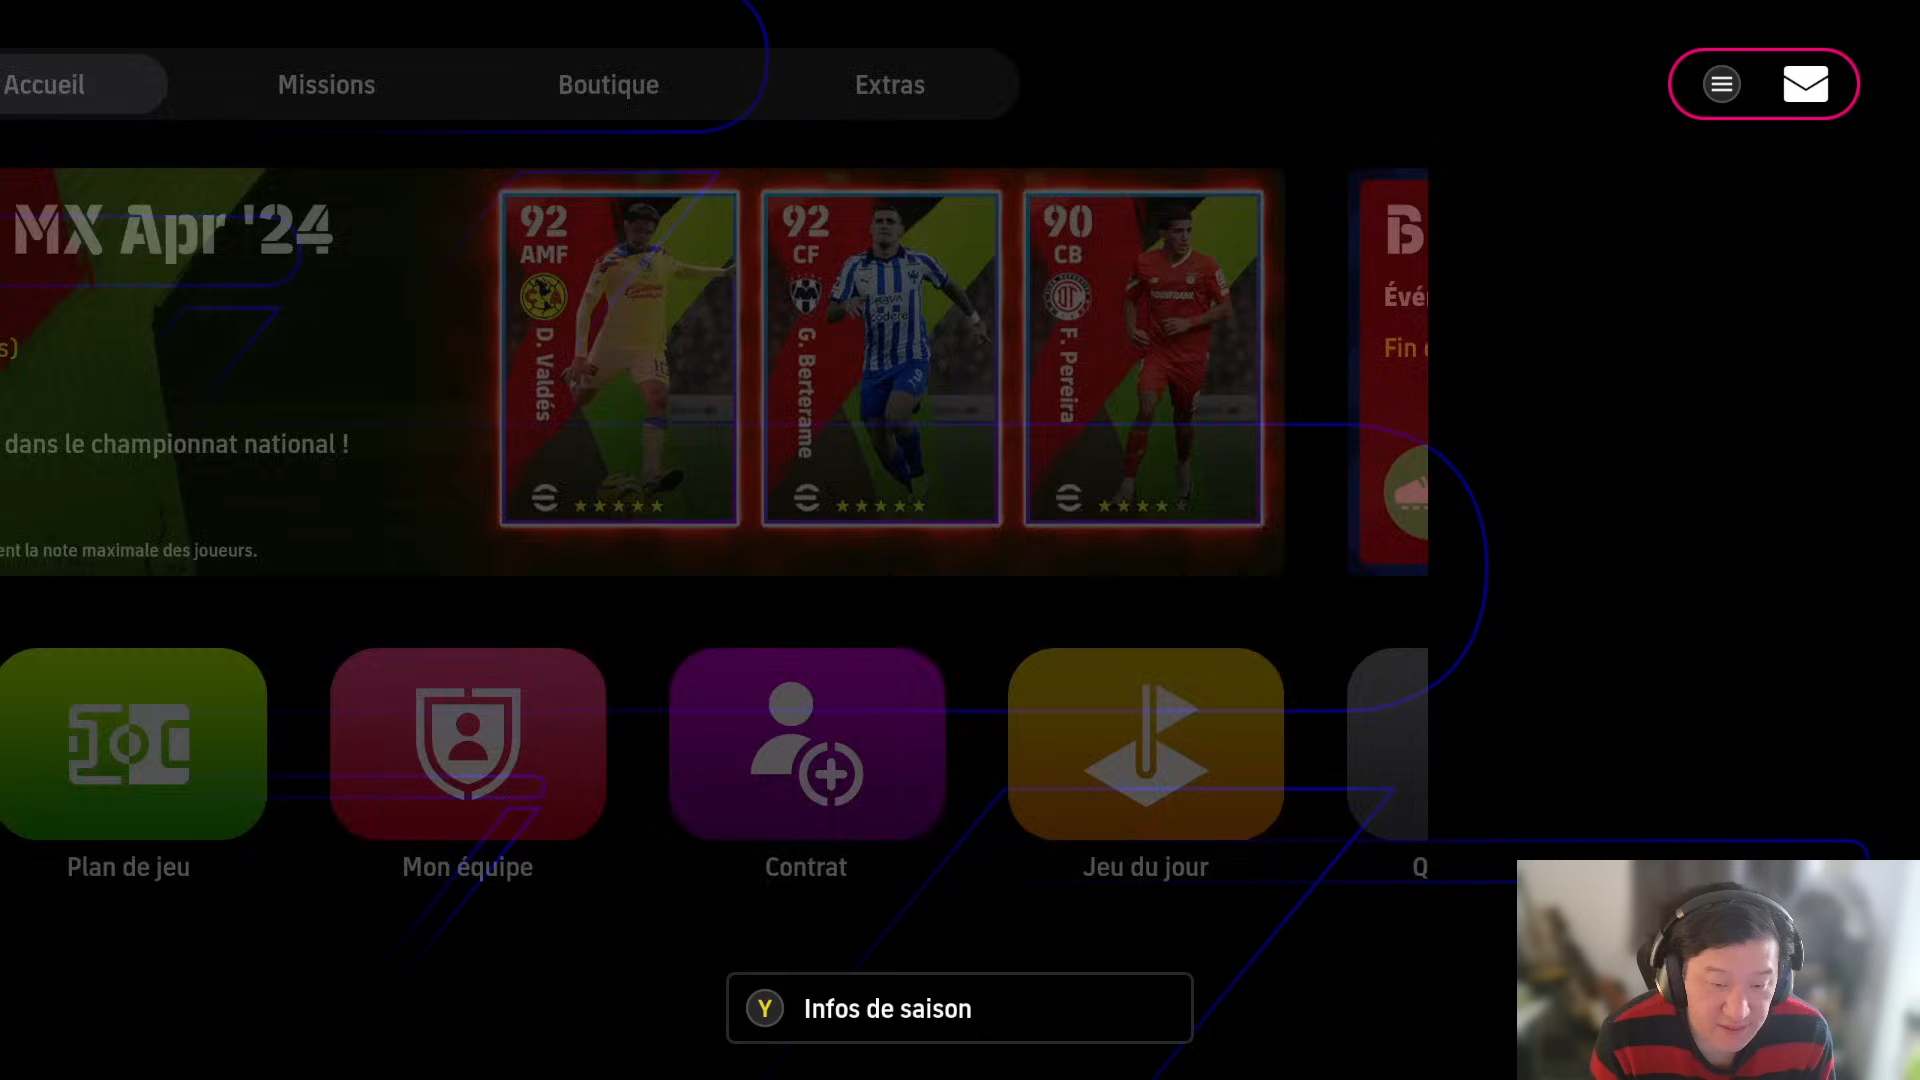 Accueil
Missions
Boutique
Extras
MX Apr '24
s)
dans le championnat national !
ent la note maximale des joueurs.
92
AMF
D. Valdés
92
CF
G. Berterame
90
CB
F. Pereira
B
Évé
Fin
Plan de jeu
Mon équipe
Contrat
Jeu du jour
Q
Y Infos de saison